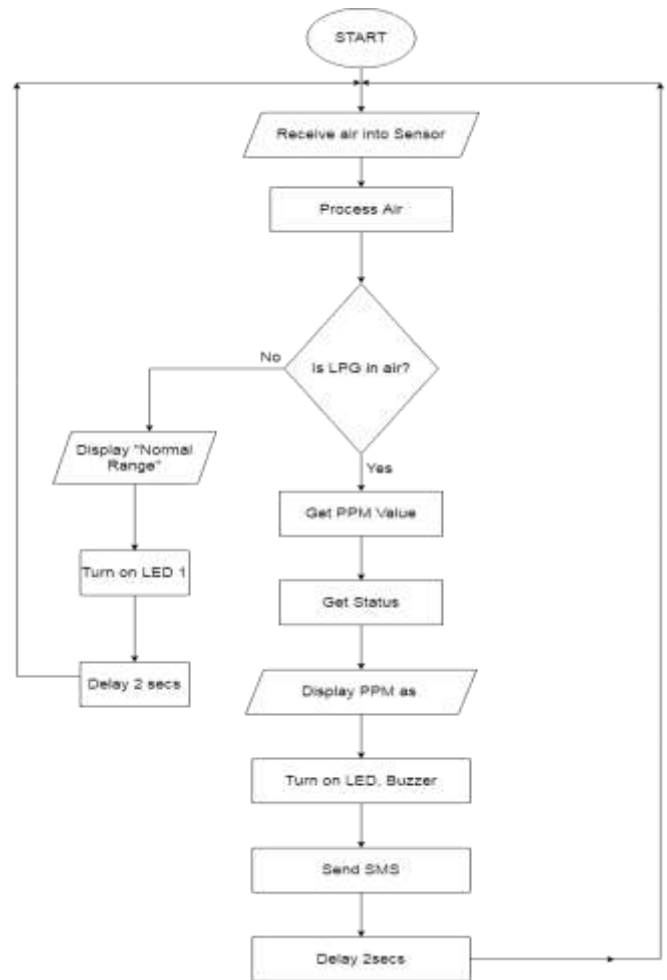 START
Receive air into Sensor
Process Air
Is LPG in air?
No
Yes
Display "Normal
Range"
Turn on LED 1
Delay 2 secs
Get PPM Value
Get Status
Display PPM as
Turn on LED, Buzzer
Send SMS
Delay 2secs